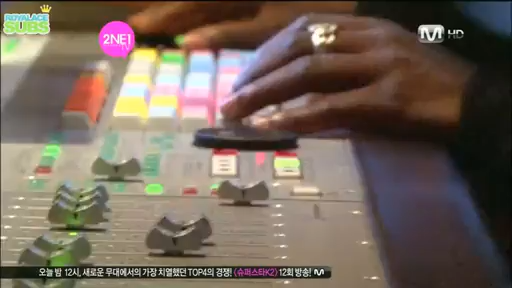 ROYALACE
SUBS
2NE1
TV
M HD
오늘 밤 12시, 새로운 무대에서의 가장 치열했던 TOP4의 경쟁! <슈퍼스타K2> 12회 방송! M